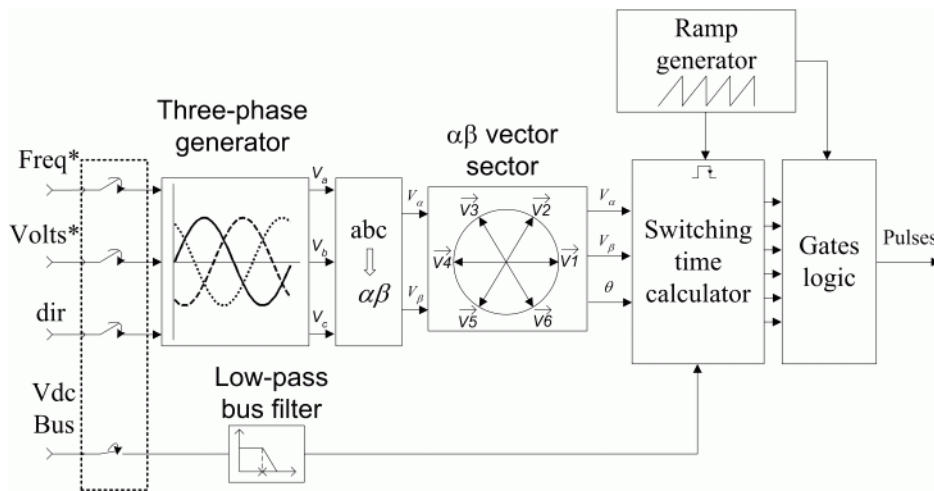 Ramp
generator
Three-phase
generator
αβ vector
sector
Freq*
Volts*
dir
Vdc
Bus
Va
Vb
Vc
abc
αβ
Vα
Vβ
V3
V2
V4
V1
V5
V6
Vα
Vβ
θ
Switching
time
calculator
Gates
logic
Pulses
Low-pass
bus filter